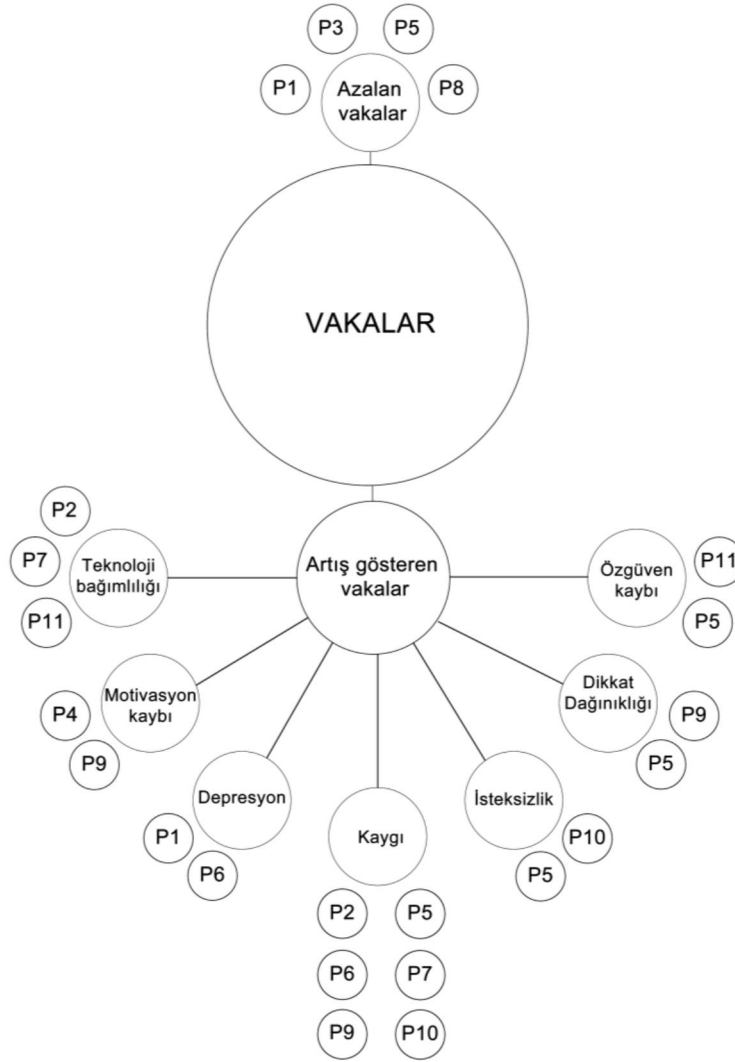 P3
P5
P1
Azalan
vakalar
P8
VAKALAR
P2
P7
Teknoloji
bağımlılığı
P11
Artış gösteren
vakalar
Özgüven
kaybı
P11
P5
Motivasyon
kaybı
P4
P9
Dikkat
Dağınıklığı
P9
P5
Depresyon
P1
P6
Kaygı
P2
P5
P6
P7
P9
P10
İsteksizlik
P10
P5